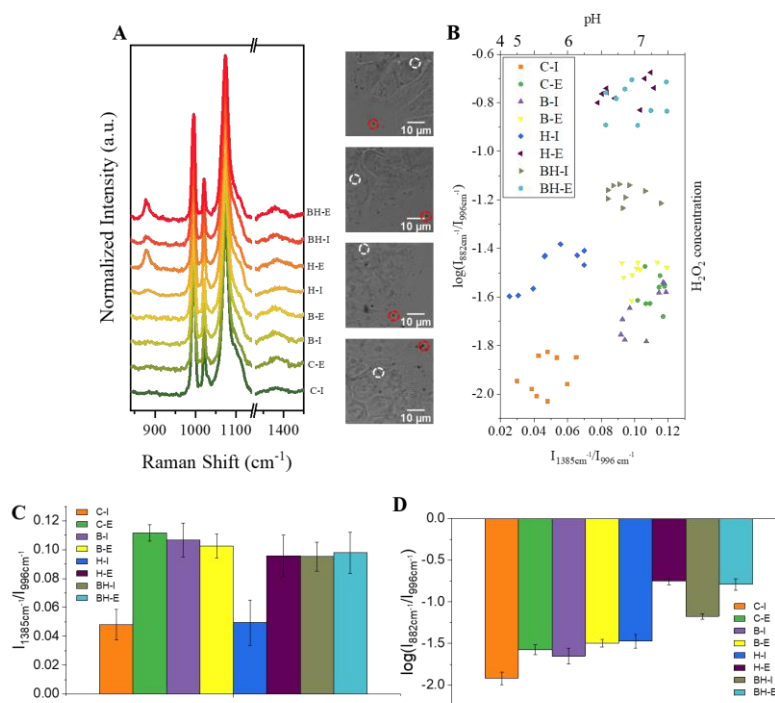 A
Normalized Intensity (a.u.)
BH-E
BH-I
H-E
H-I
B-E
B-I
C-E
C-I
900 1000 1100 1400
Raman Shift (cm⁻¹)
10 μm
10 μm
10 μm
10 μm
B
pH
4 5 6 7
C-I
C-E
B-I
B-E
H-I
H-E
BH-I
BH-E
-0.6
-0.8
-1.0
-1.2
-1.4
-1.6
-1.8
-2.0
log(I882cm⁻¹/I996cm⁻¹)
H₂O₂ concentration
0.02 0.04 0.06 0.08 0.10 0.12
I1385cm⁻¹/I996 cm⁻¹
C
C-I
C-E
B-I
B-E
H-I
H-E
BH-I
BH-E
0.12
0.10
0.08
0.06
0.04
0.02
0.00
I1385cm⁻¹/I996cm⁻¹
D
0.0
-0.5
-1.0
-1.5
-2.0
log(I882cm⁻¹/I996cm⁻¹)
C-I
C-E
B-I
B-E
H-I
H-E
BH-I
BH-E